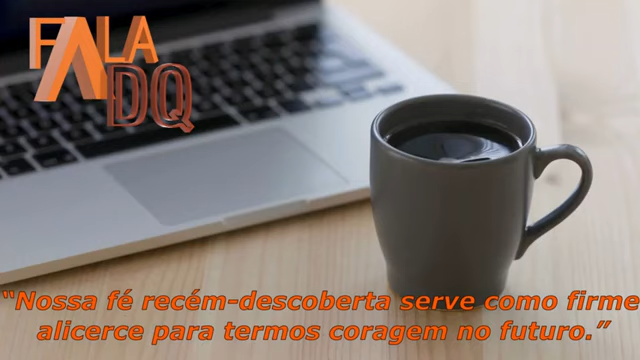 FALA
DQ
“Nossa fé recém-descoberta serve como firme
alicerce para termos coragem no futuro.”